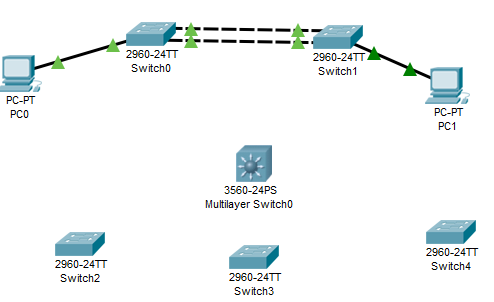 2960-24TT
Switch0
2960-24TT
Switch1
PC-PT
PC0
PC-PT
PC1
3560-24PS
Multilayer Switch0
2960-24TT
Switch2
2960-24TT
Switch3
2960-24TT
Switch4